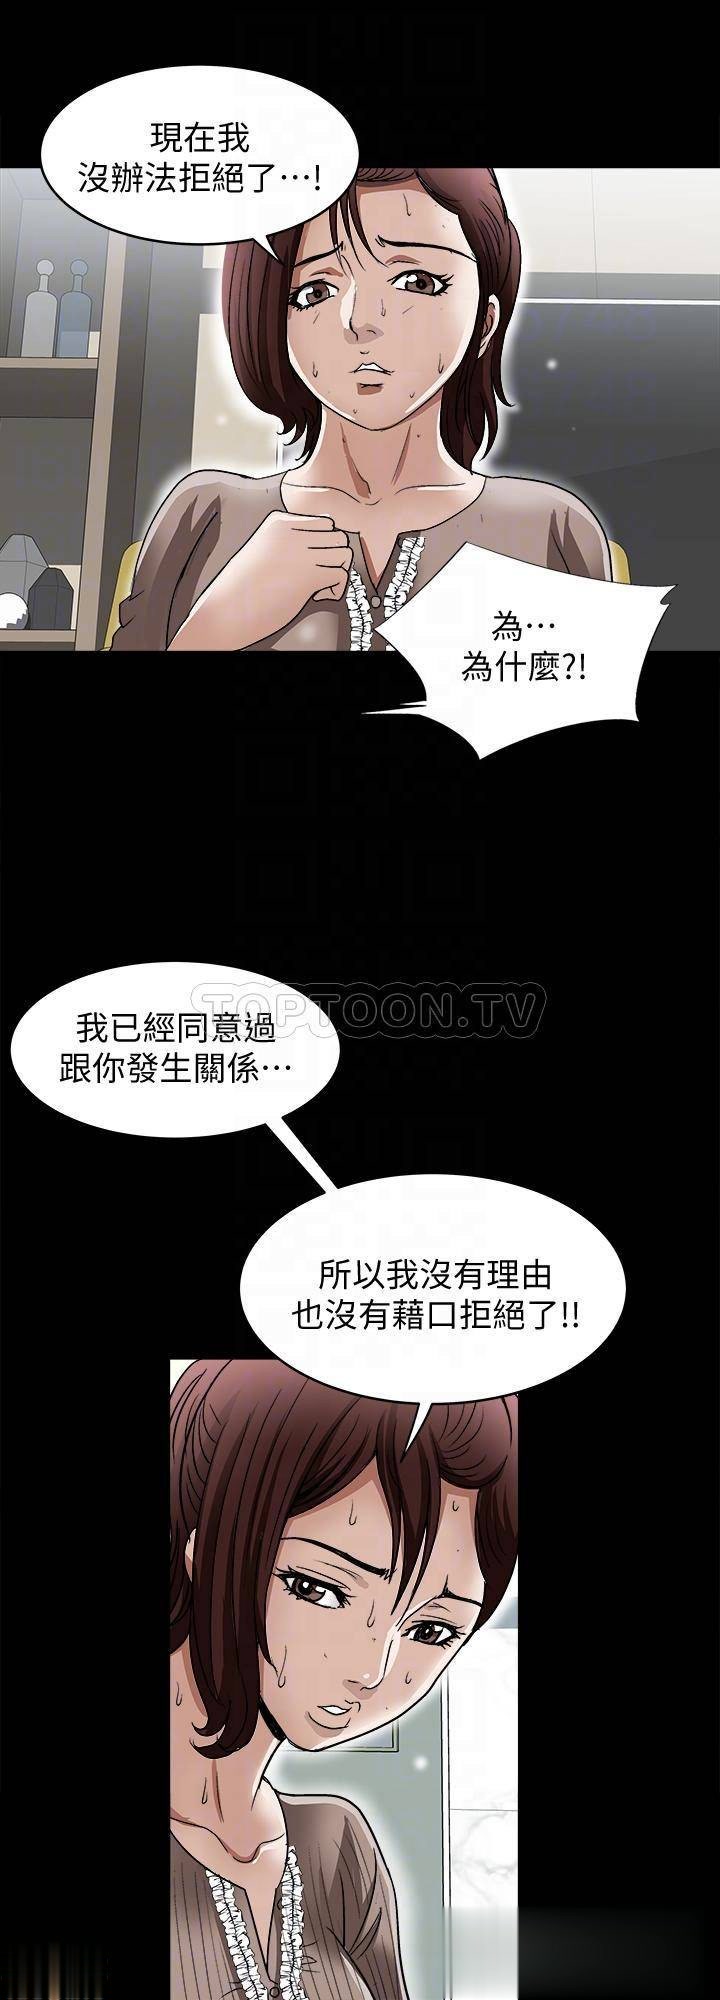 現在我
沒辦法拒絕了…!
為…
為什麼?!
TOPTOON.TV
我已經同意過
跟你發生關係…
所以我沒有理由
也沒有藉口拒絕了!!